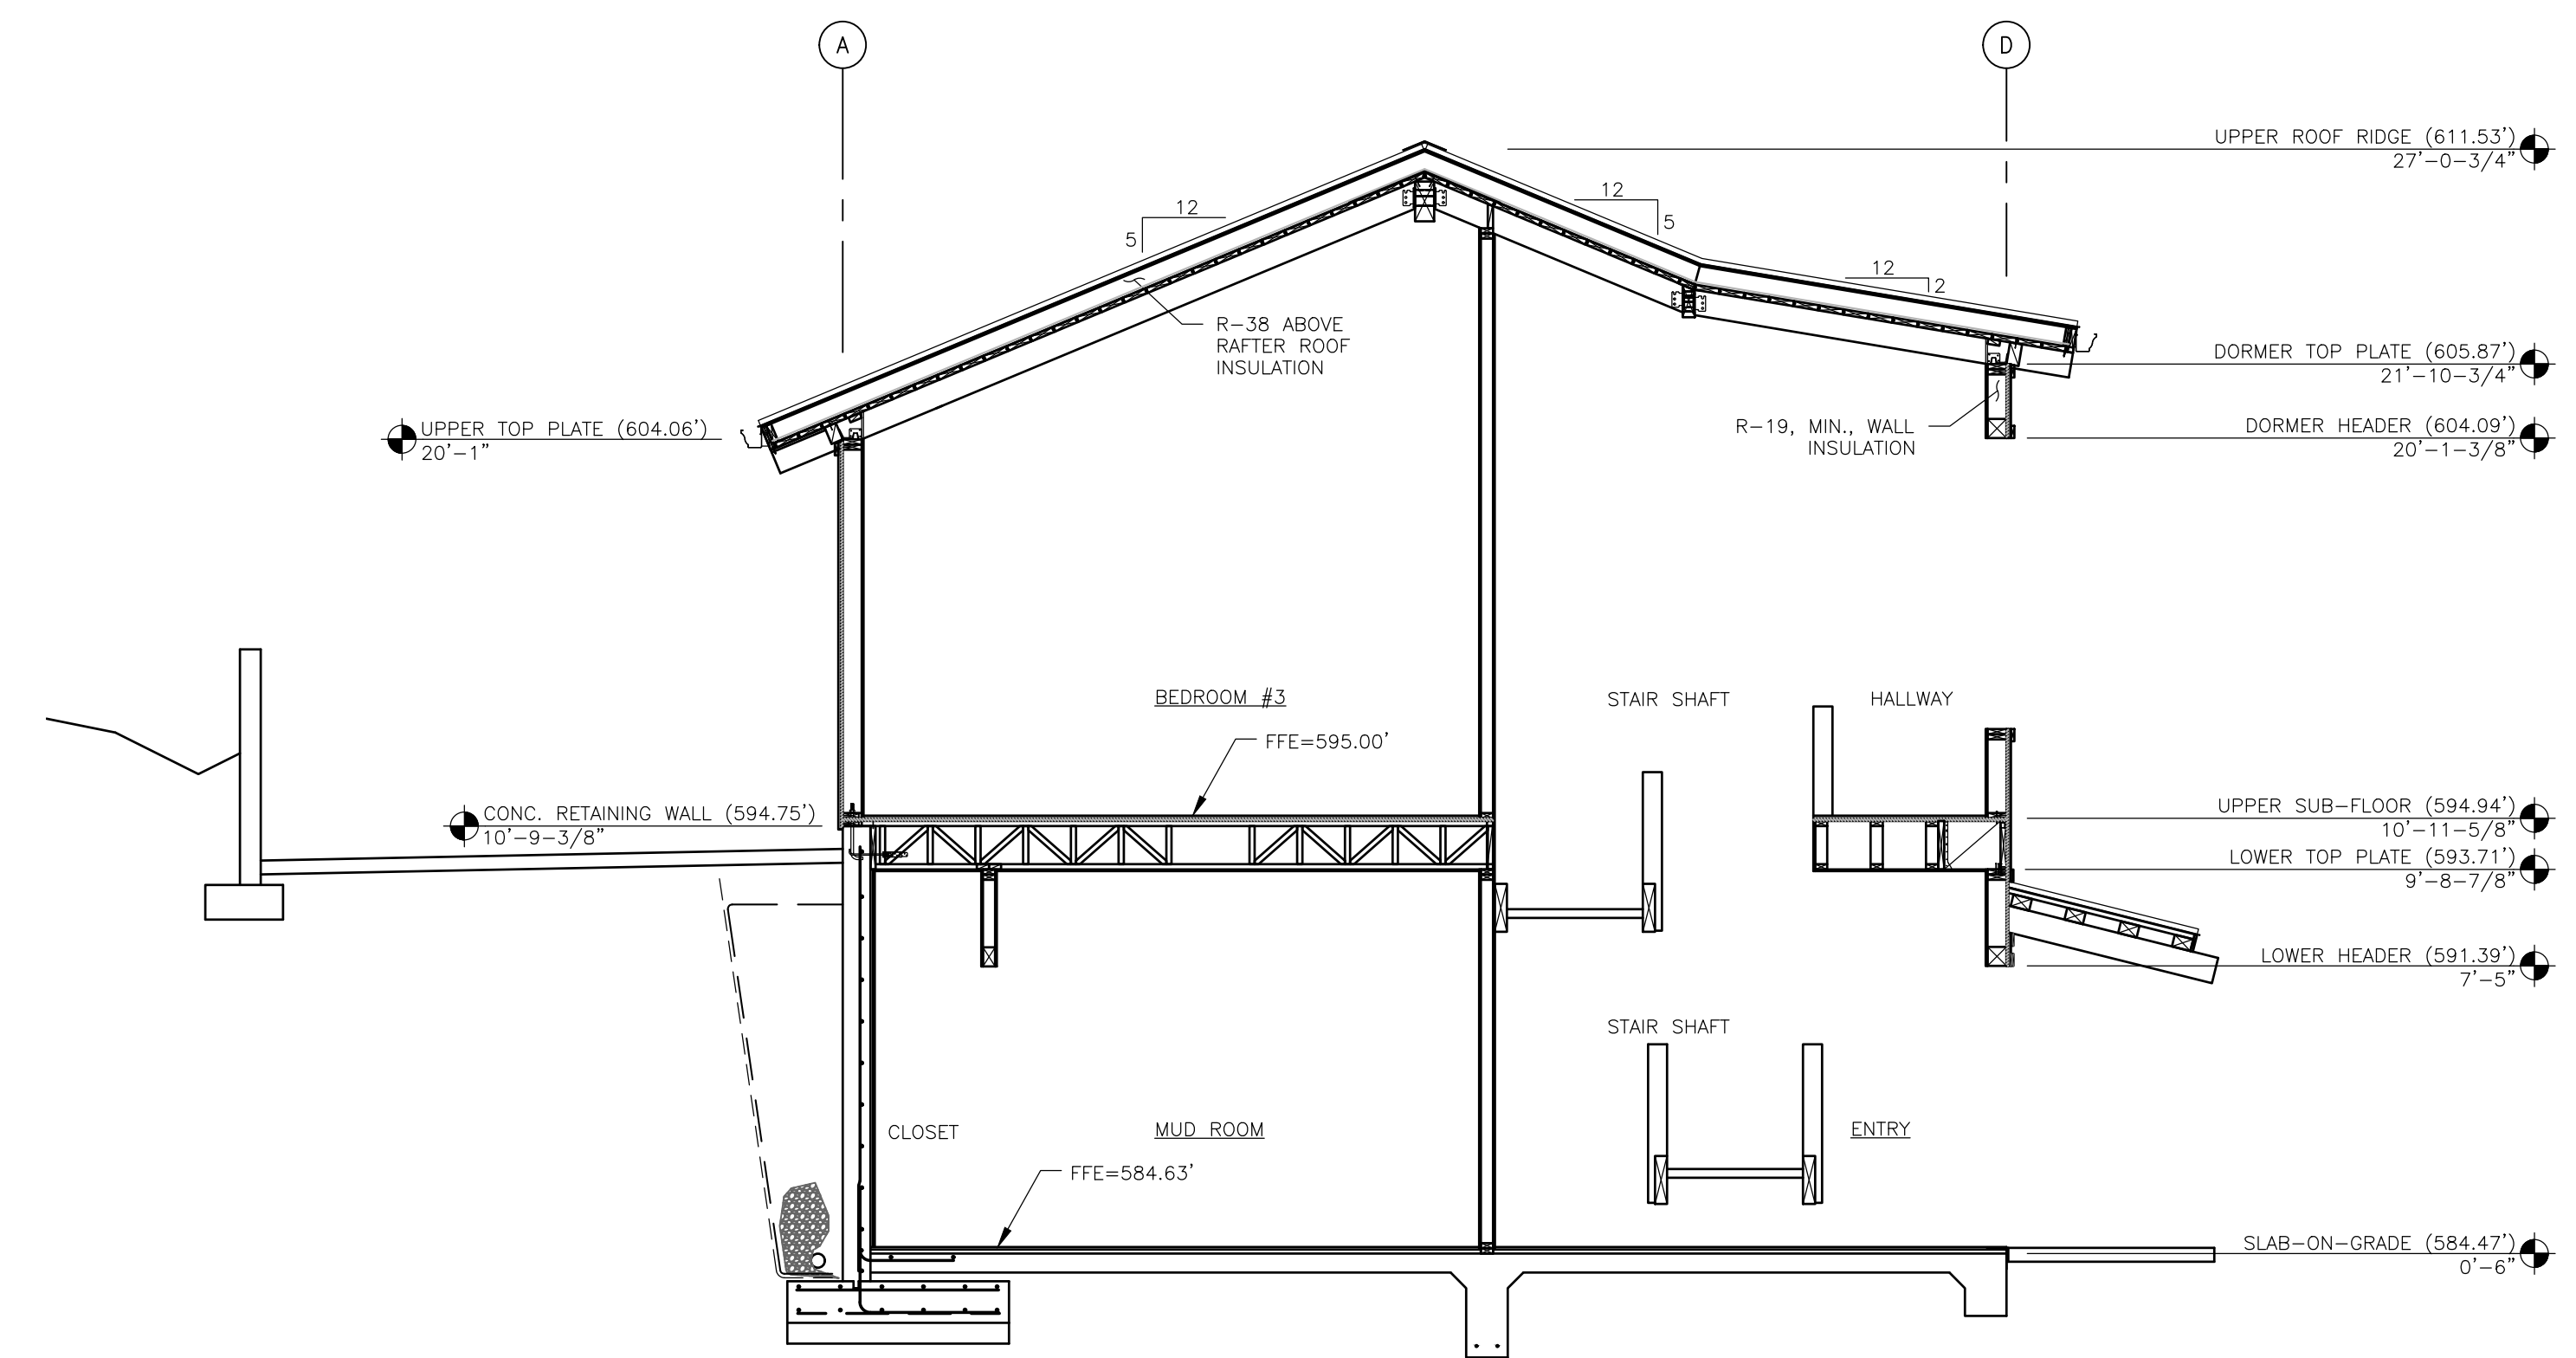 A
D
UPPER ROOF RIDGE (611.53')
27'-0-3/4"
12
5
12
5
12
2
R-38 ABOVE
RAFTER ROOF
INSULATION
DORMER TOP PLATE (605.87')
21'-10-3/4"
UPPER TOP PLATE (604.06')
20'-1"
R-19, MIN., WALL
INSULATION
DORMER HEADER (604.09')
20'-1-3/8"
BEDROOM #3
STAIR SHAFT
HALLWAY
FFE=595.00'
CONC. RETAINING WALL (594.75')
10'-9-3/8"
UPPER SUB-FLOOR (594.94')
10'-11-5/8"
LOWER TOP PLATE (593.71')
9'-8-7/8"
LOWER HEADER (591.39')
7'-5"
STAIR SHAFT
CLOSET
MUD ROOM
ENTRY
FFE=584.63'
SLAB-ON-GRADE (584.47')
0'-6"